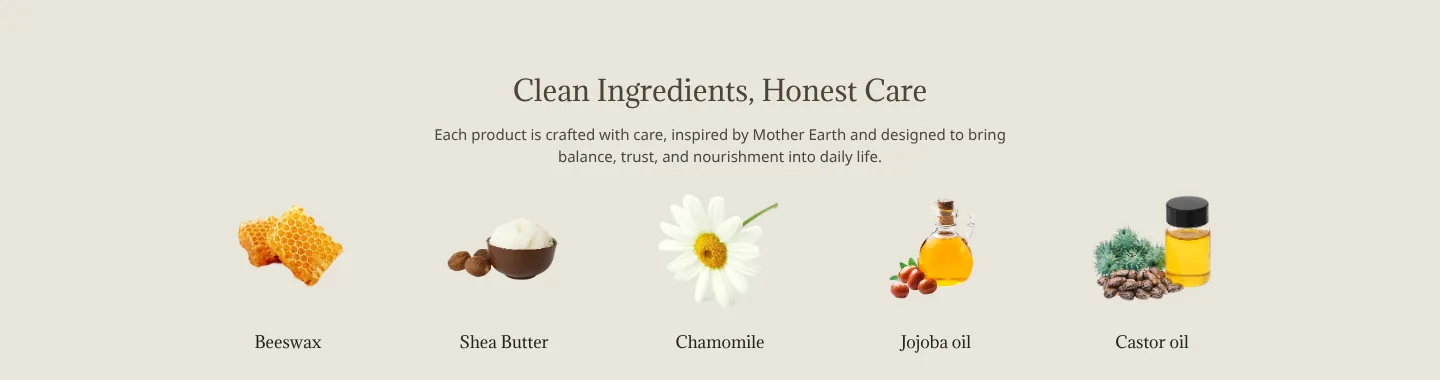 Clean Ingredients, Honest Care
Each product is crafted with care, inspired by Mother Earth and designed to bring
balance, trust, and nourishment into daily life.
Beeswax
Shea Butter
Chamomile
Jojoba oil
Castor oil